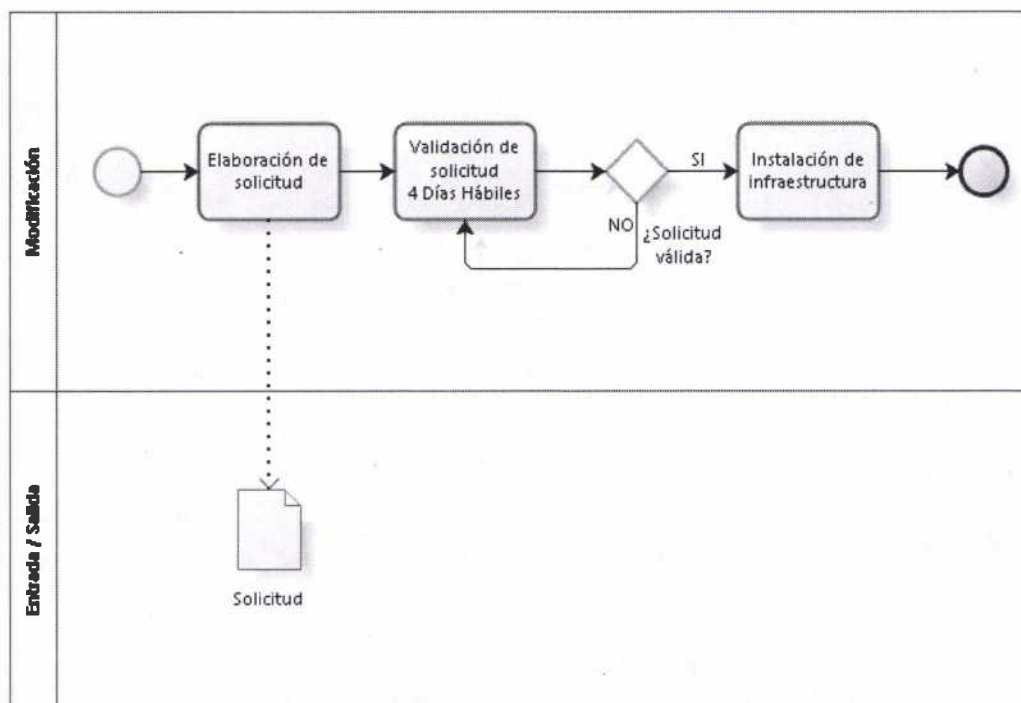 Modificación
Elaboración de
solicitud
Validación de
solicitud
4 Días Hábiles
SI
NO
¿Solicitud
válida?
Instalación de
infraestructura
Entrada / Salida
Solicitud